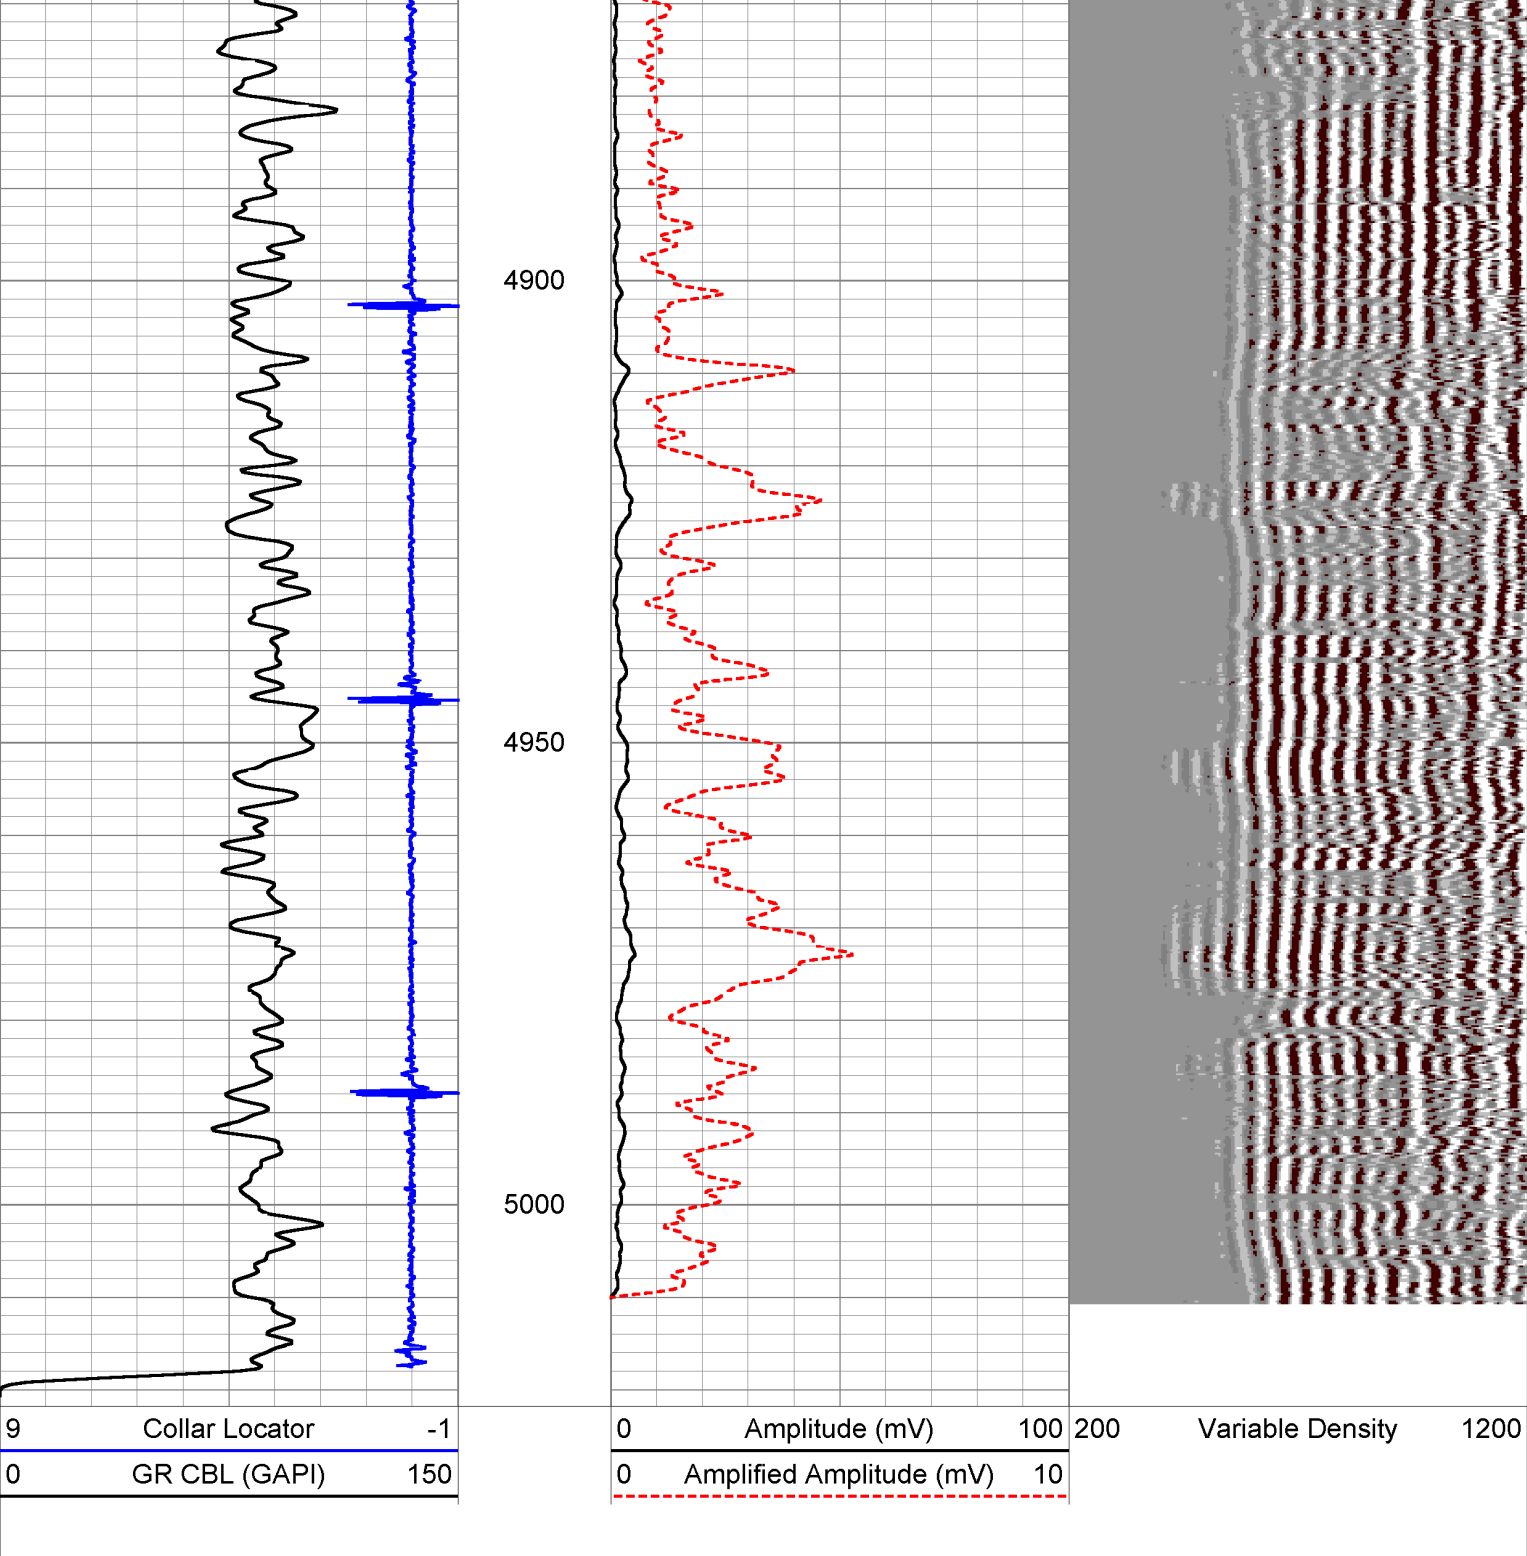 4900
4950
5000
9 Collar Locator -1
0 GR CBL (GAPI) 150
0 Amplitude (mV) 100
0 Amplified Amplitude (mV) 10
200 Variable Density 1200